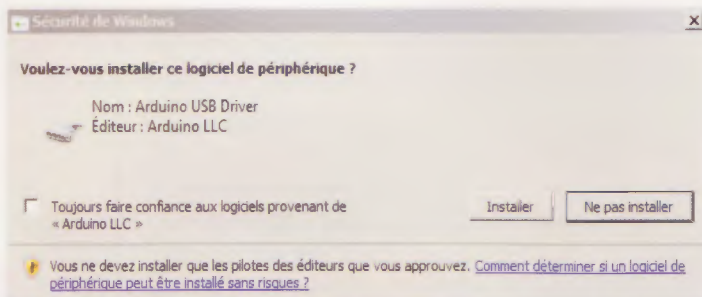 Sécurité de Windows
Voulez-vous installer ce logiciel de périphérique ?
Nom : Arduino USB Driver
Éditeur : Arduino LLC
Toujours faire confiance aux logiciels provenant de
« Arduino LLC »
Installer
Ne pas installer
Vous ne devez installer que les pilotes des éditeurs que vous approuvez. Comment déterminer si un logiciel de
périphérique peut être installé sans risques ?